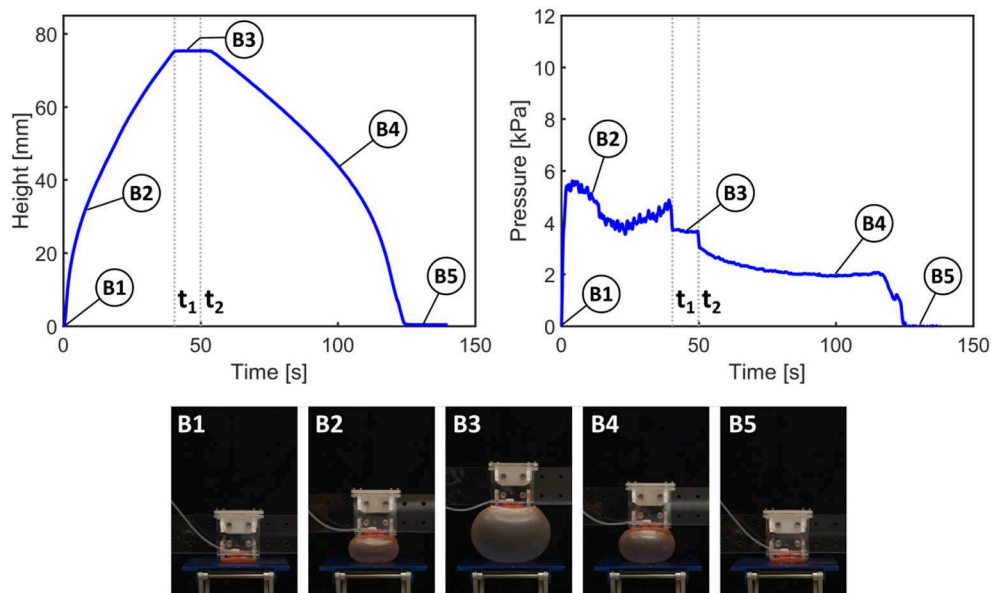 80
60
40
20
0
Height [mm]
0
50
100
150
Time [s]
B1
B2
B3
B4
B5
t1 t2
12
10
8
6
4
2
0
Pressure [kPa]
0
50
100
150
Time [s]
B1
B2
B3
B4
B5
t1 t2
B1
B2
B3
B4
B5